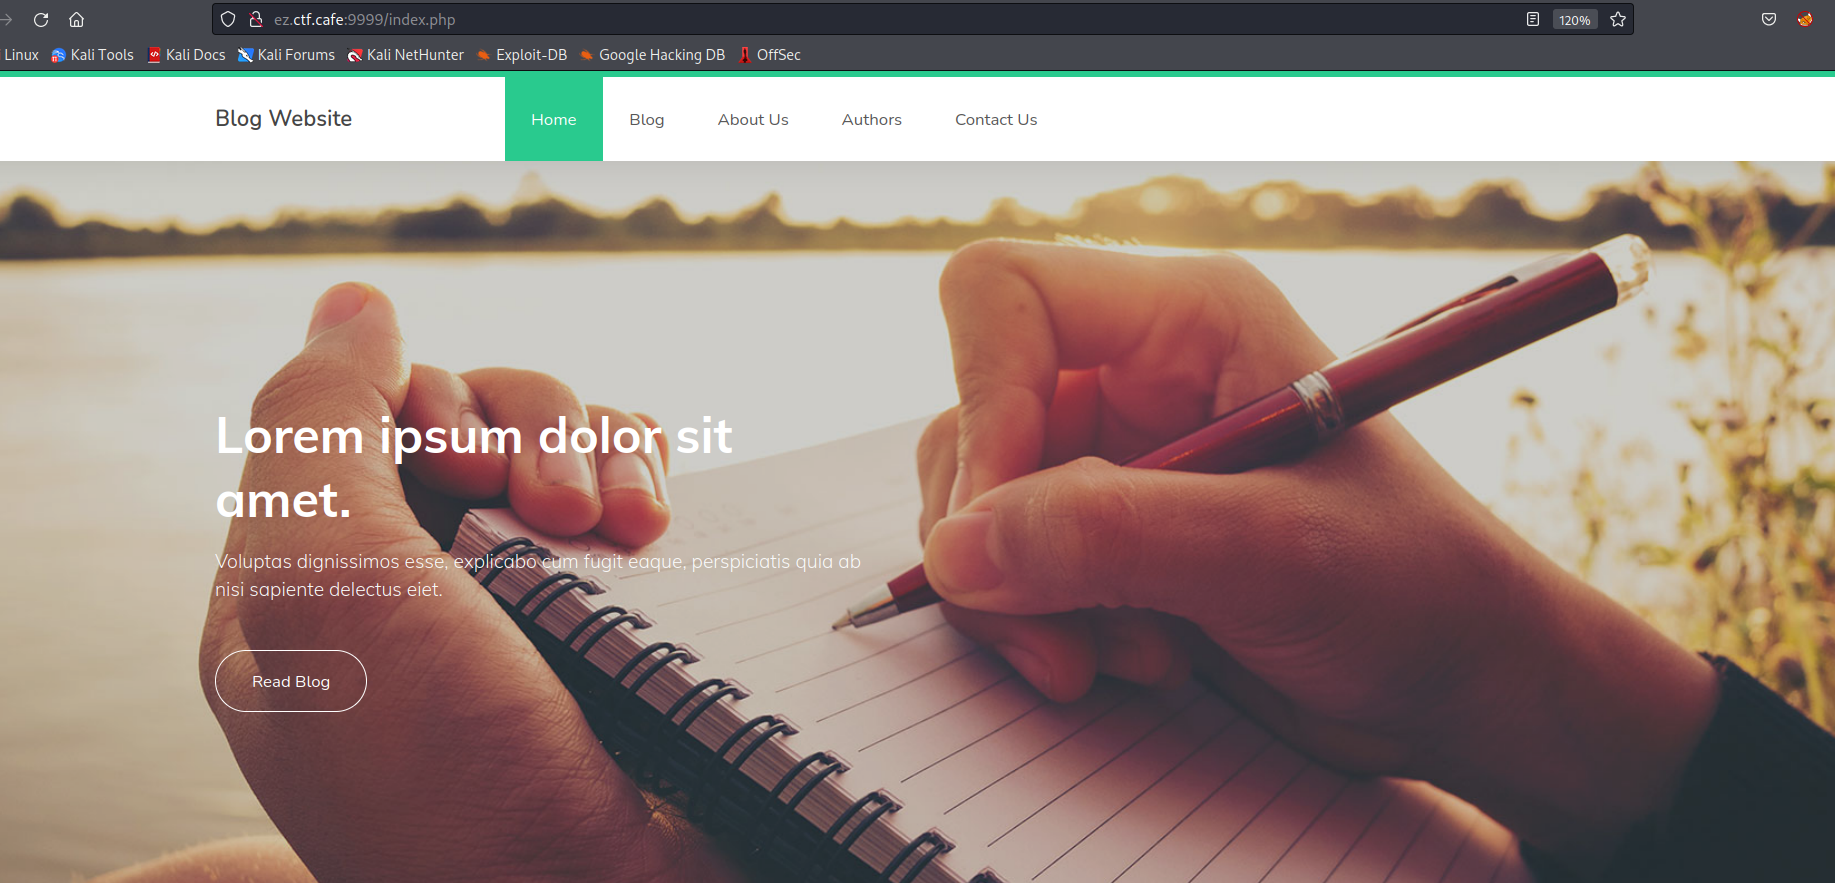 ez.ctf.cafe:9999/index.php
120%
Linux Kali Tools Kali Docs Kali Forums Kali NetHunter Exploit-DB Google Hacking DB OffSec
Blog Website Home Blog About Us Authors Contact Us
Lorem ipsum dolor sit
amet.
Voluptas dignissimos esse, explicabo cum fugit eaque, perspiciatis quia ab
nisi sapiente delectus eiet.
Read Blog